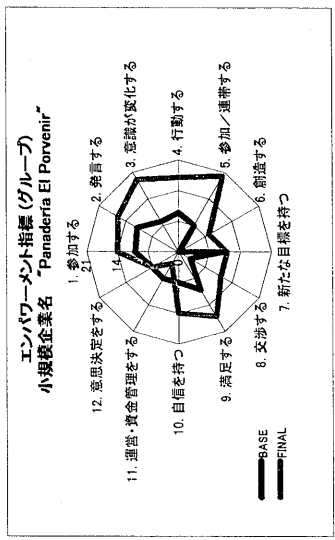 エンパワーメント指標(グループ)
小規模企業名 "Panadería El Porvenir"
1. 参加する
2. 発言する
3. 意識が変化する
4. 行動する
5. 参加/連帯する
6. 創造する
7. 新たな目標を持つ
8. 交渉する
9. 満足する
10. 自信を持つ
11. 運営・資金管理をする
12. 意思決定をする
21
14
0
BASE
FINAL